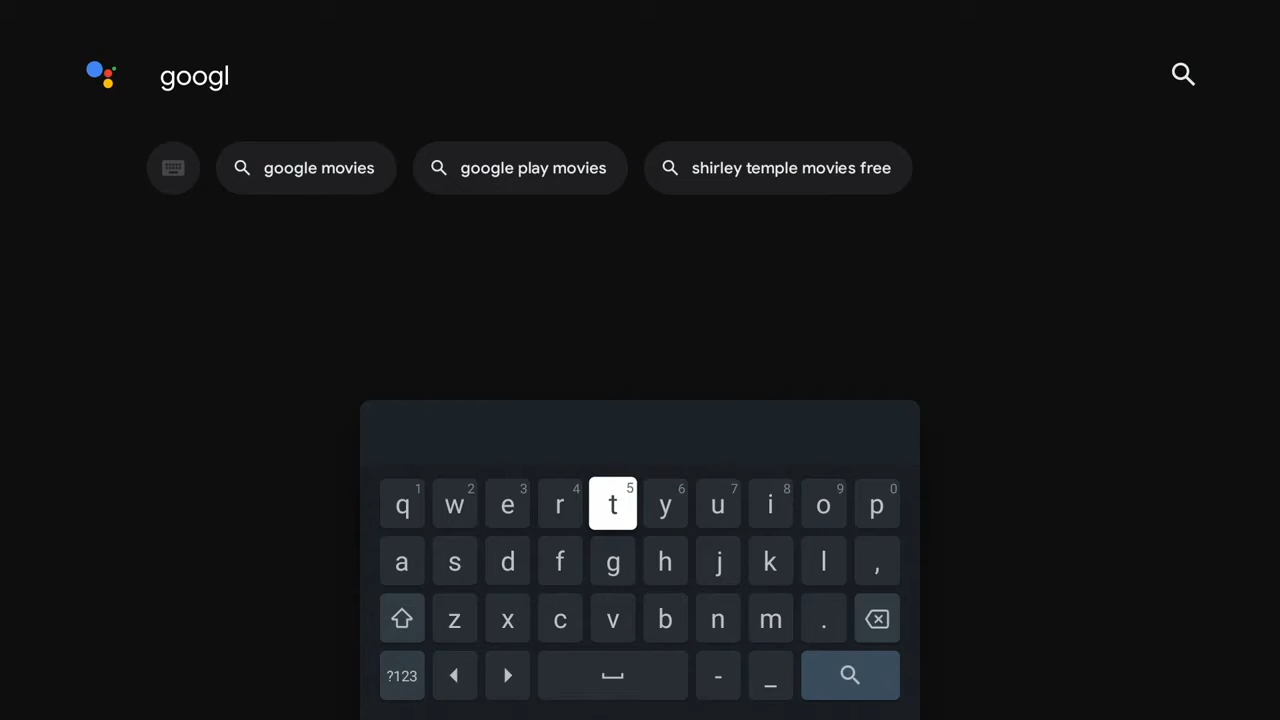 googl
google movies google play movies shirley temple movies free
q1 w2 e3 r4 t5 y6 u7 i8 o9 p0
a s d f g h j k l ,
z x c v b n m .
?123 - _